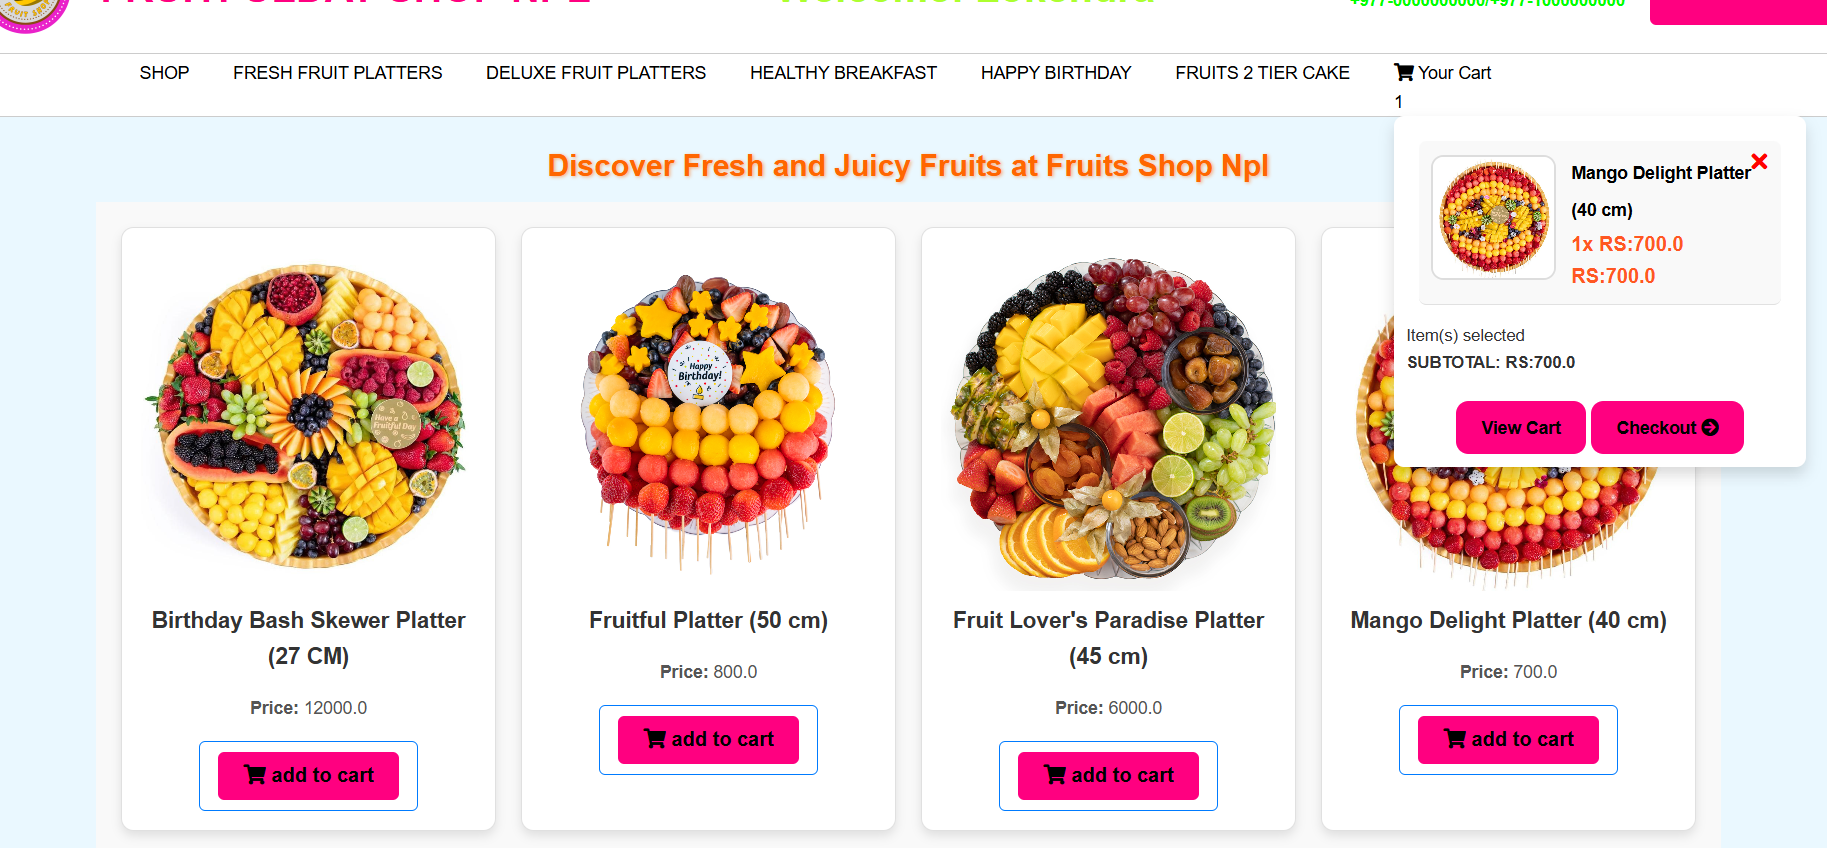 SHOP
FRESH FRUIT PLATTERS
DELUXE FRUIT PLATTERS
HEALTHY BREAKFAST
HAPPY BIRTHDAY
FRUITS 2 TIER CAKE
Your Cart
1
Discover Fresh and Juicy Fruits at Fruits Shop Npl
Mango Delight Platter
(40 cm)
1x RS:700.0
RS:700.0
Item(s) selected
SUBTOTAL: RS:700.0
View Cart
Checkout
Happy
Birthday!
Have a
Fruitful Day
Birthday Bash Skewer Platter
(27 CM)
Price: 12000.0
add to cart
Fruitful Platter (50 cm)
Price: 800.0
add to cart
Fruit Lover's Paradise Platter
(45 cm)
Price: 6000.0
add to cart
Mango Delight Platter (40 cm)
Price: 700.0
add to cart